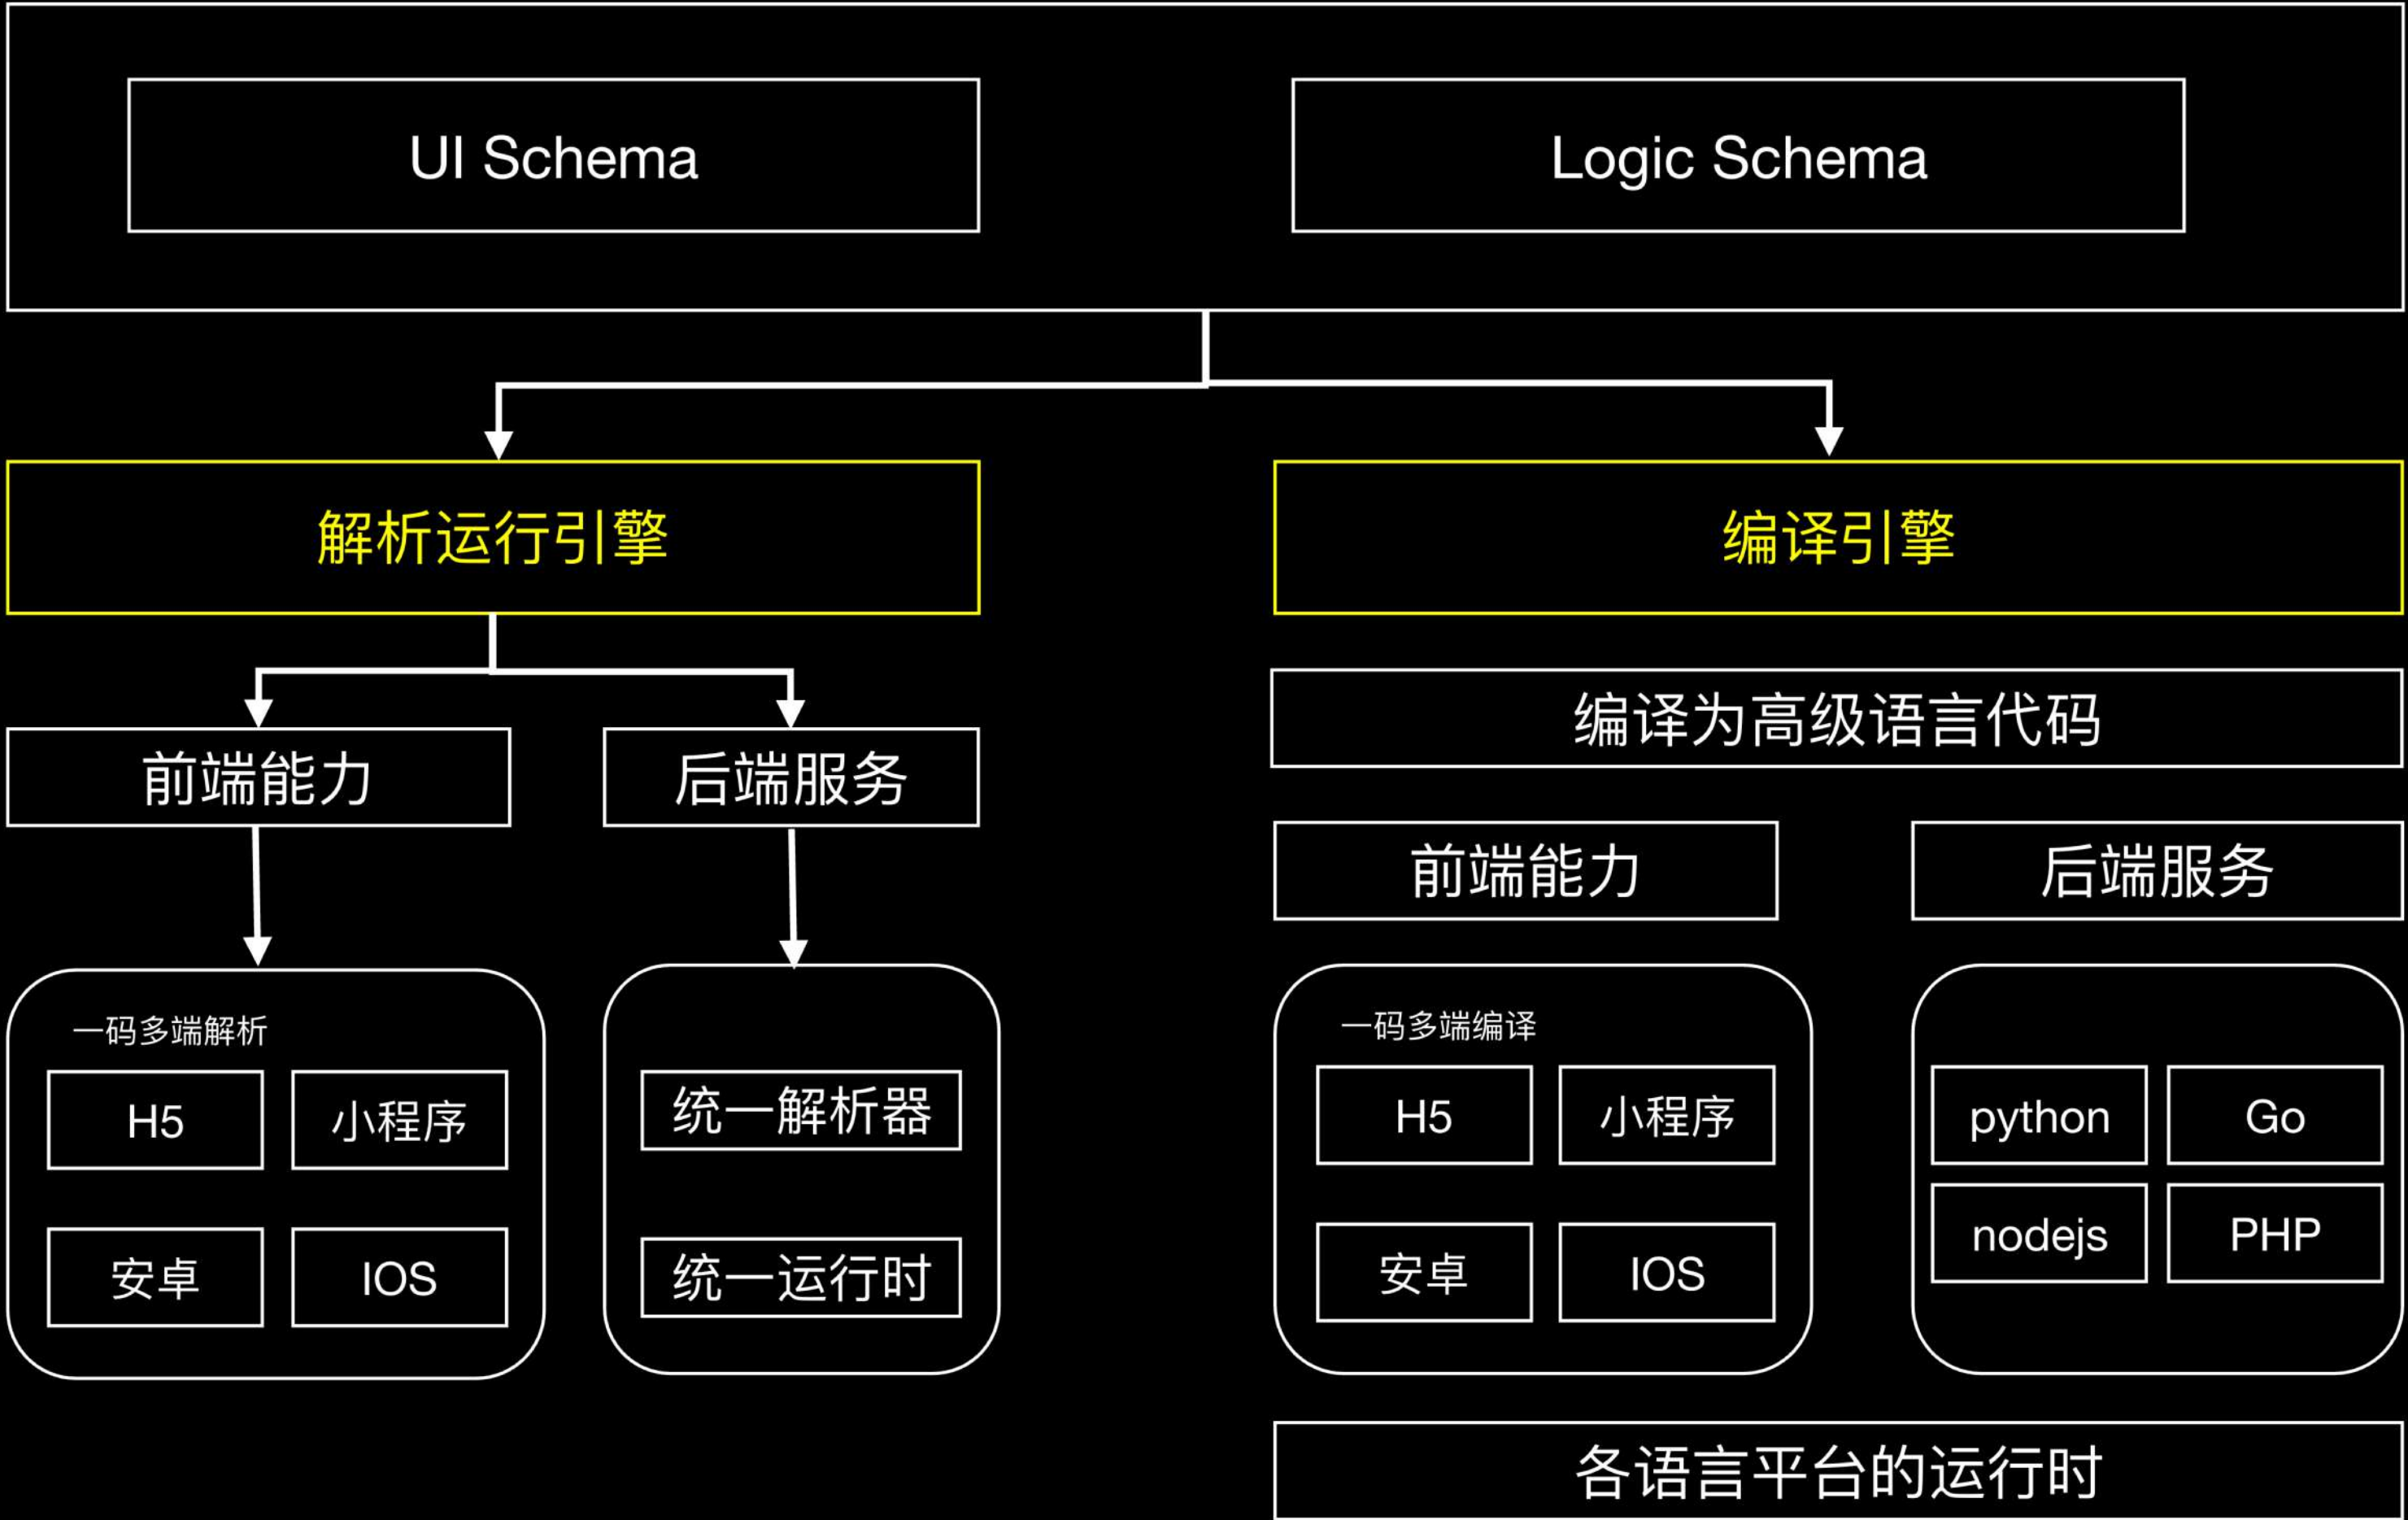 UI Schema
Logic Schema
解析运行引擎
编译引擎
编译为高级语言代码
前端能力
后端服务
前端能力
后端服务
一码多端解析
H5
小程序
安卓
IOS
统一解析器
统一运行时
一码多端编译
H5
小程序
安卓
IOS
python
Go
nodejs
PHP
各语言平台的运行时